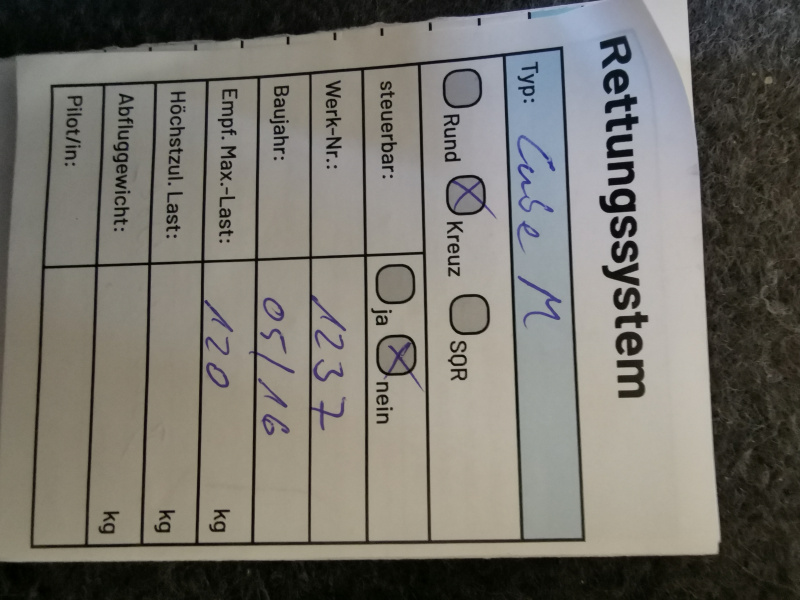 Rettungssystem
Typ: Cube M
Rund Kreuz SQR
steuerbar: ja nein
Werk-Nr.: 1237
Baujahr: 05/16
Empf. Max.-Last: 120 kg
Höchstzul. Last: kg
Abfluggewicht: kg
Pilot/in: